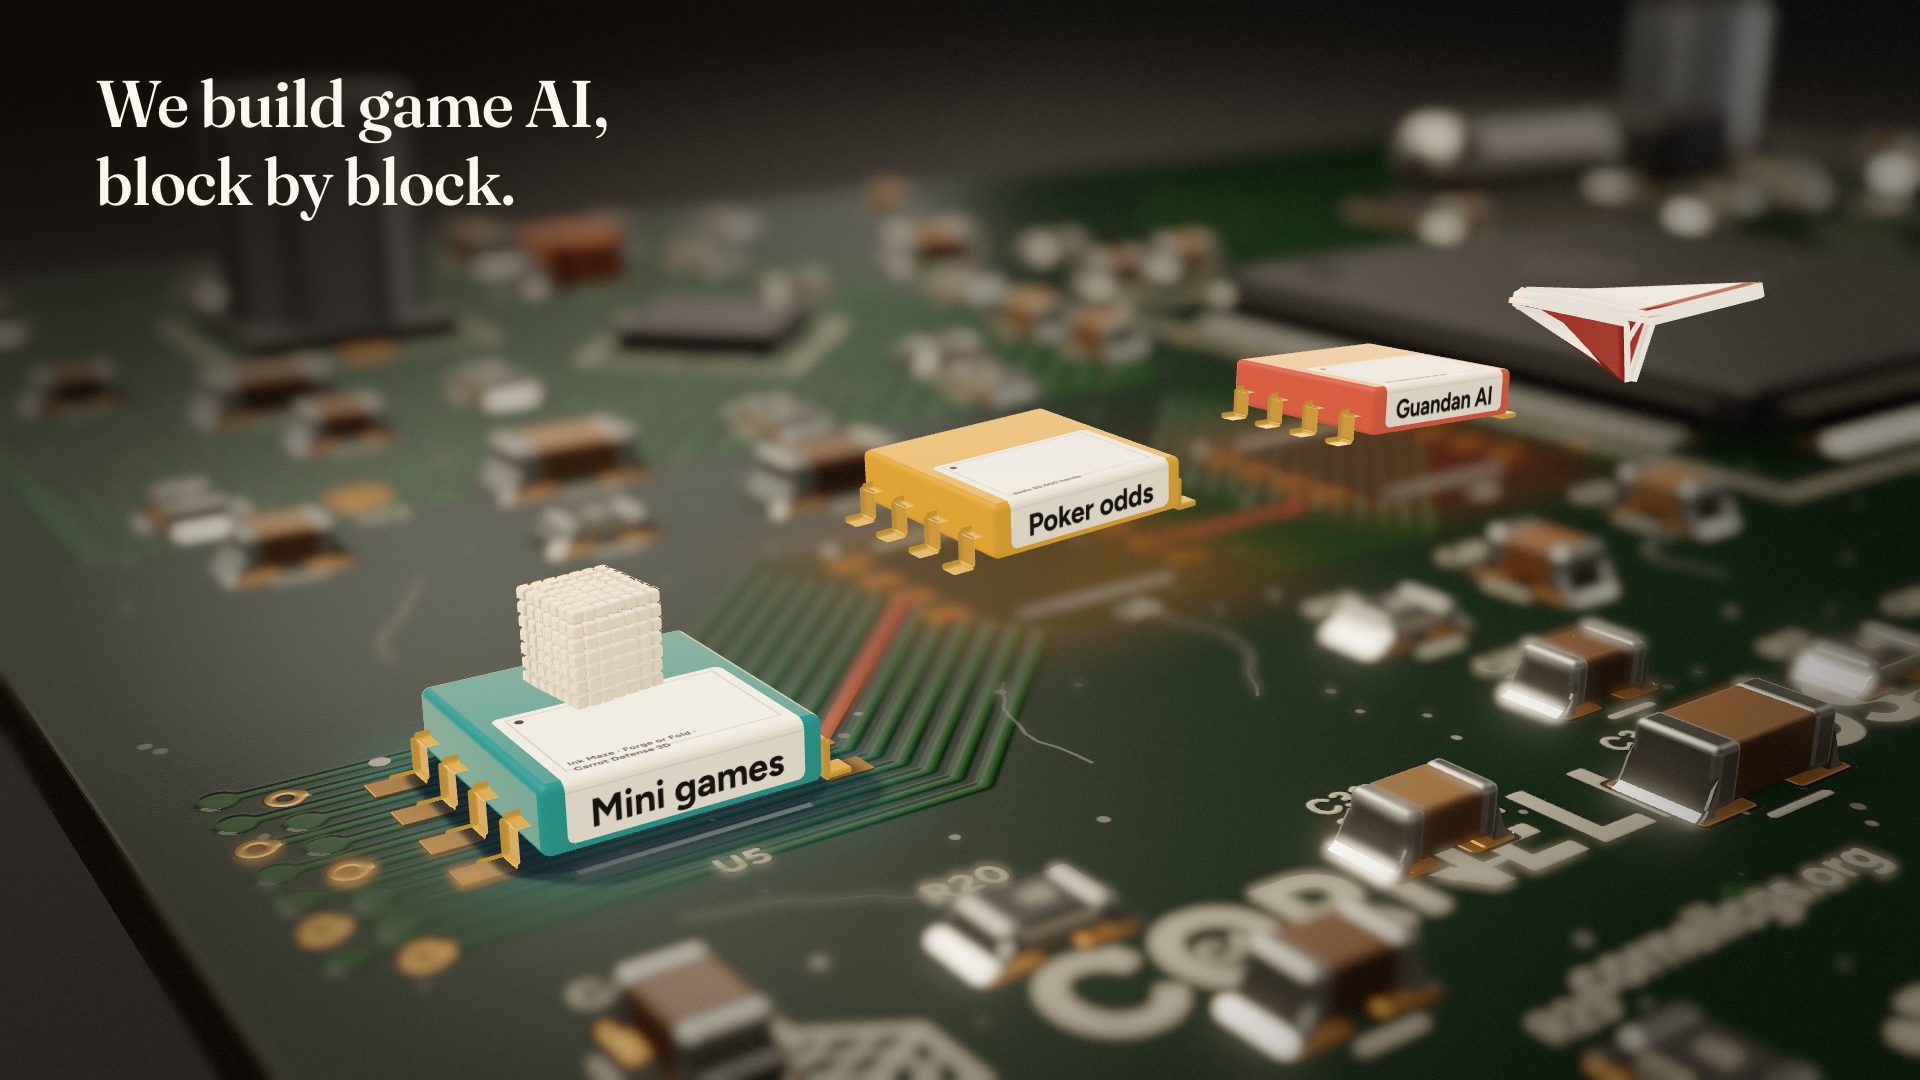 We build game AI,
block by block.
Guandan AI
Poker odds
Ink Maze · Forge or Fold ·
Carrot Defense 3D
Mini games
U5
R20